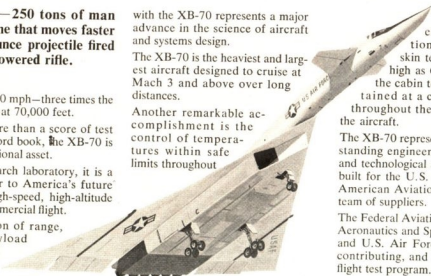 —250 tons of man
ne that moves faster
nce projectile fired
owered rifle.
0 mph—three times the
at 70,000 feet.
re than a score of test
ord book, the XB-70 is
ional asset.
arch laboratory, it is a
r to America's future
gh-speed, high-altitude
mercial flight.
on of range,
yload
with the XB-70 represents a major
advance in the science of aircraft
and systems design.
The XB-70 is the heaviest and larg-
est aircraft designed to cruise at
Mach 3 and above over long
distances.
Another remarkable ac-
complishment is the
control of tempera-
tures within safe
limits throughout
c
tion
skin to
high as
the cabin t
tained at a c
throughout the
the aircraft.
The XB-70 repres
standing engineer
and technological
built for the U.S.
American Aviatio
team of suppliers.
The Federal Aviati
Aeronautics and Sp
and U.S. Air For
contributing, and
flight test program
U.S. AIR FORCE
USAF